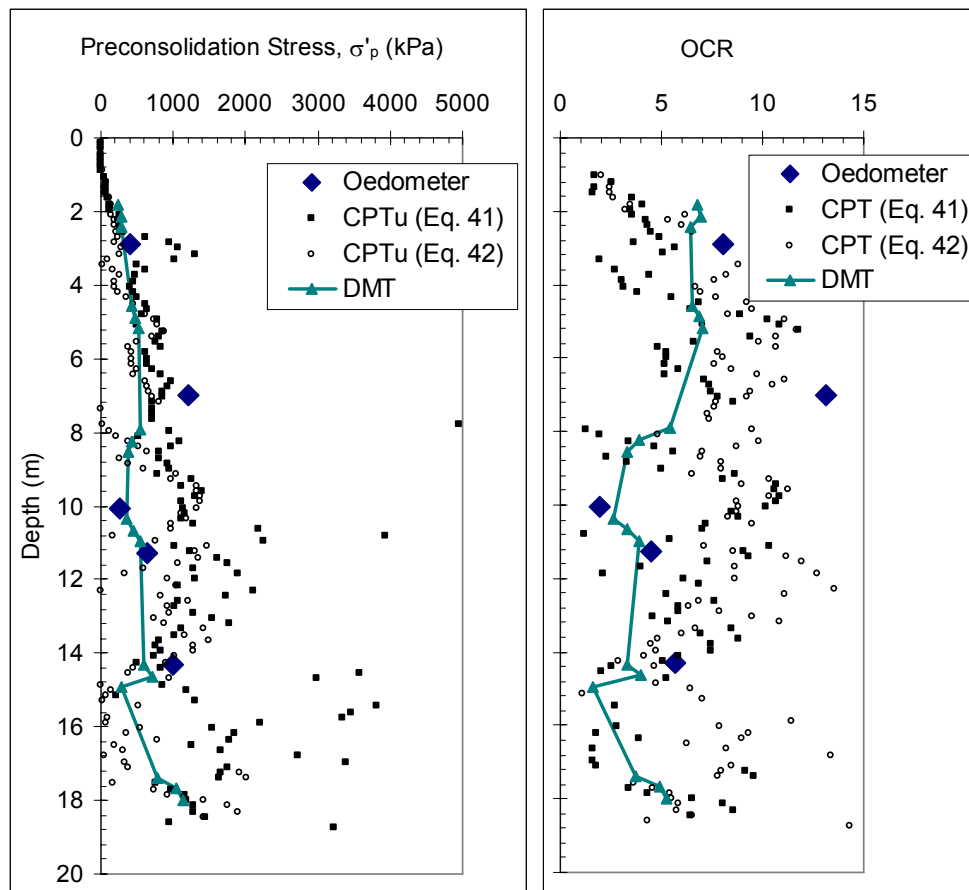 Preconsolidation Stress, σ'p (kPa)
0 1000 2000 3000 4000 5000
0
2
4
6
8
10
12
14
16
18
20
Depth (m)
Oedometer
CPTu (Eq. 41)
CPTu (Eq. 42)
DMT
OCR
0 5 10 15
Oedometer
CPT (Eq. 41)
CPT (Eq. 42)
DMT